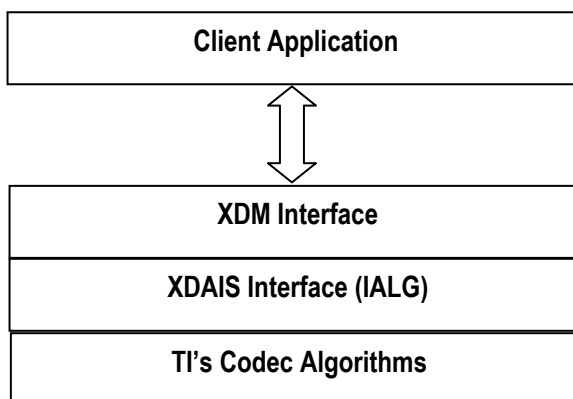 Client Application
XDM Interface
XDAIS Interface (IALG)
TI's Codec Algorithms